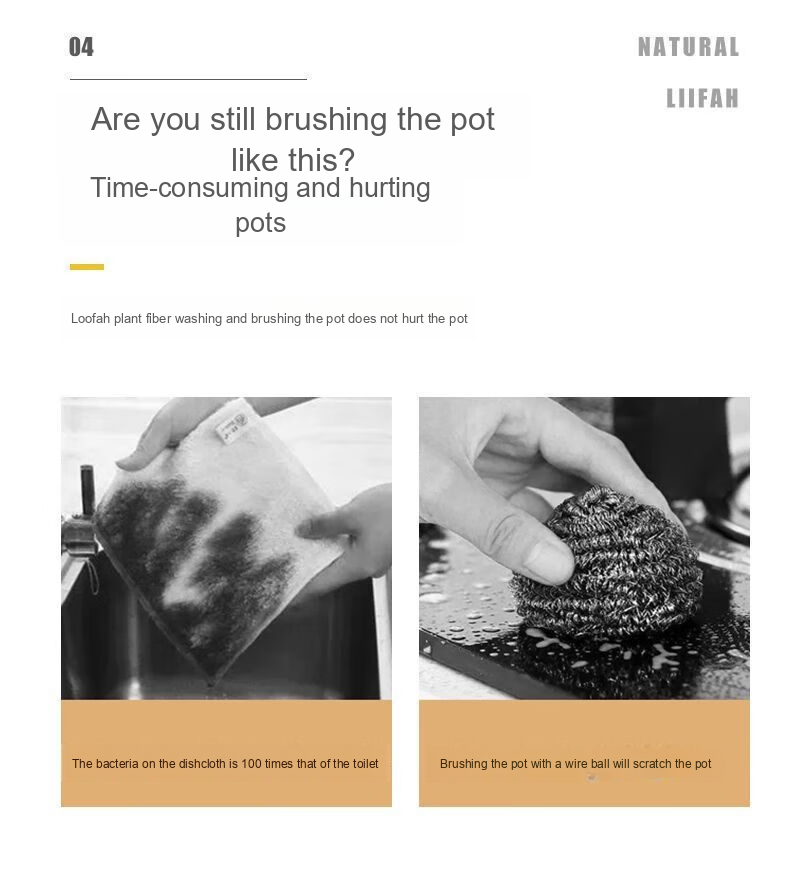 04
NATURAL
LIIFAH
Are you still brushing the pot
like this?
Time-consuming and hurting
pots
Loofah plant fiber washing and brushing the pot does not hurt the pot
The bacteria on the dishcloth is 100 times that of the toilet
Brushing the pot with a wire ball will scratch the pot